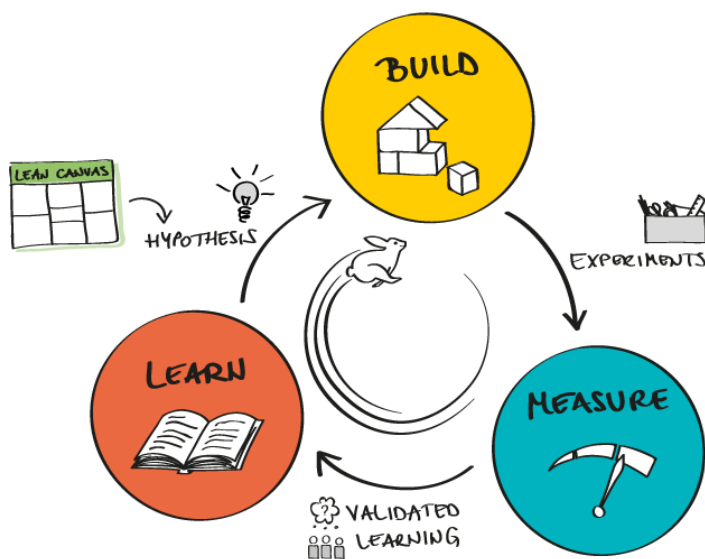 BUILD
LEAN CANVAS
HYPOTHESIS
EXPERIMENTS
LEARN
MEASURE
?
VALIDATED
LEARNING